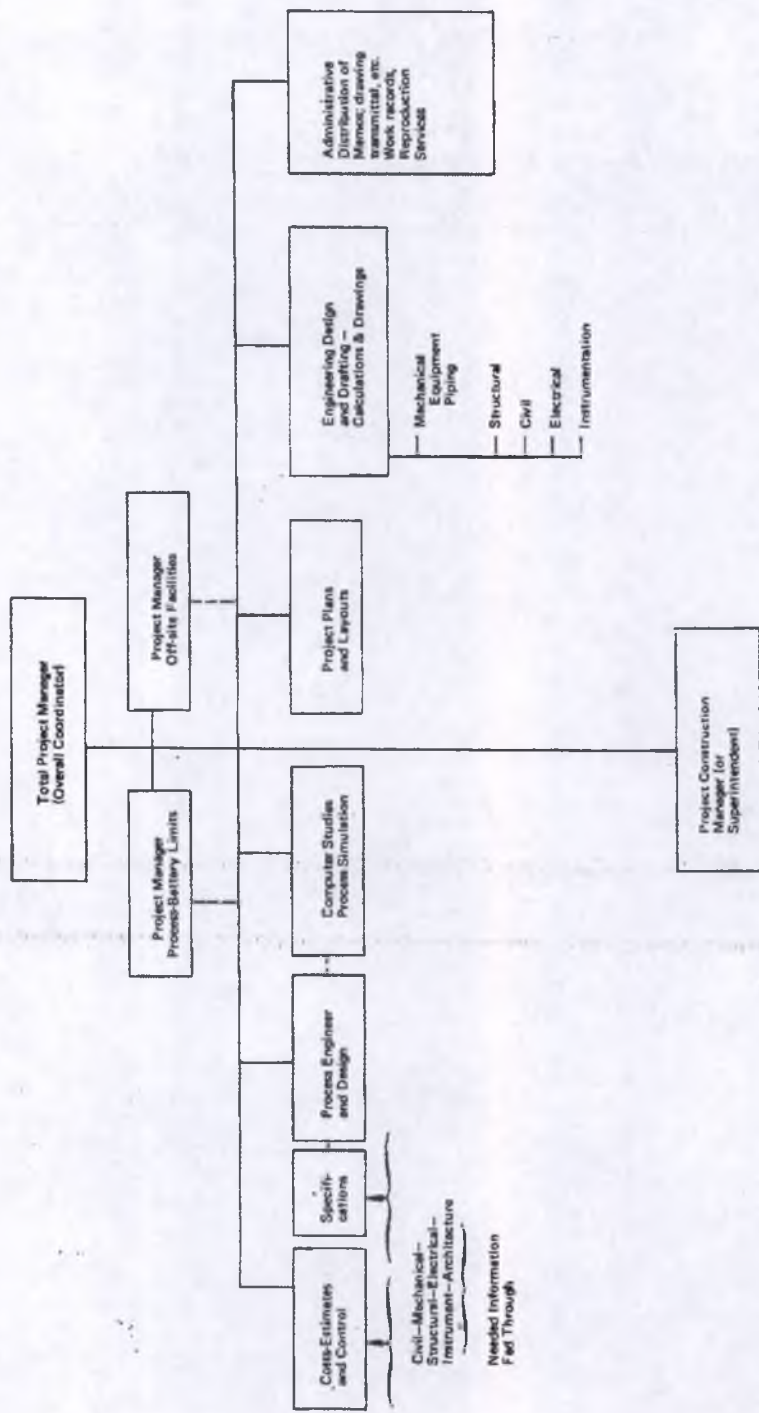 Total Project Manager
(Overall Coordinator)
Project Manager
Process-Battery Limits
Project Manager
Off-site Facilities
Costs-Estimates
and Control
Specifi-
cations
Process Engineer
and Design
Computer Studies
Process Simulation
Project Plans
and Layouts
Engineering Design
and Drafting —
Calculations & Drawings
Administrative
Distribution of
Memos; drawing
transmittal, etc.
Work records,
Reproduction
Services
Civil—Mechanical—
Structural—Electrical—
Instrument—Architecture
Needed Information
Fed Through
Mechanical
Equipment
Piping
Structural
Civil
Electrical
Instrumentation
Project Construction
Manager (or
Superintendent)